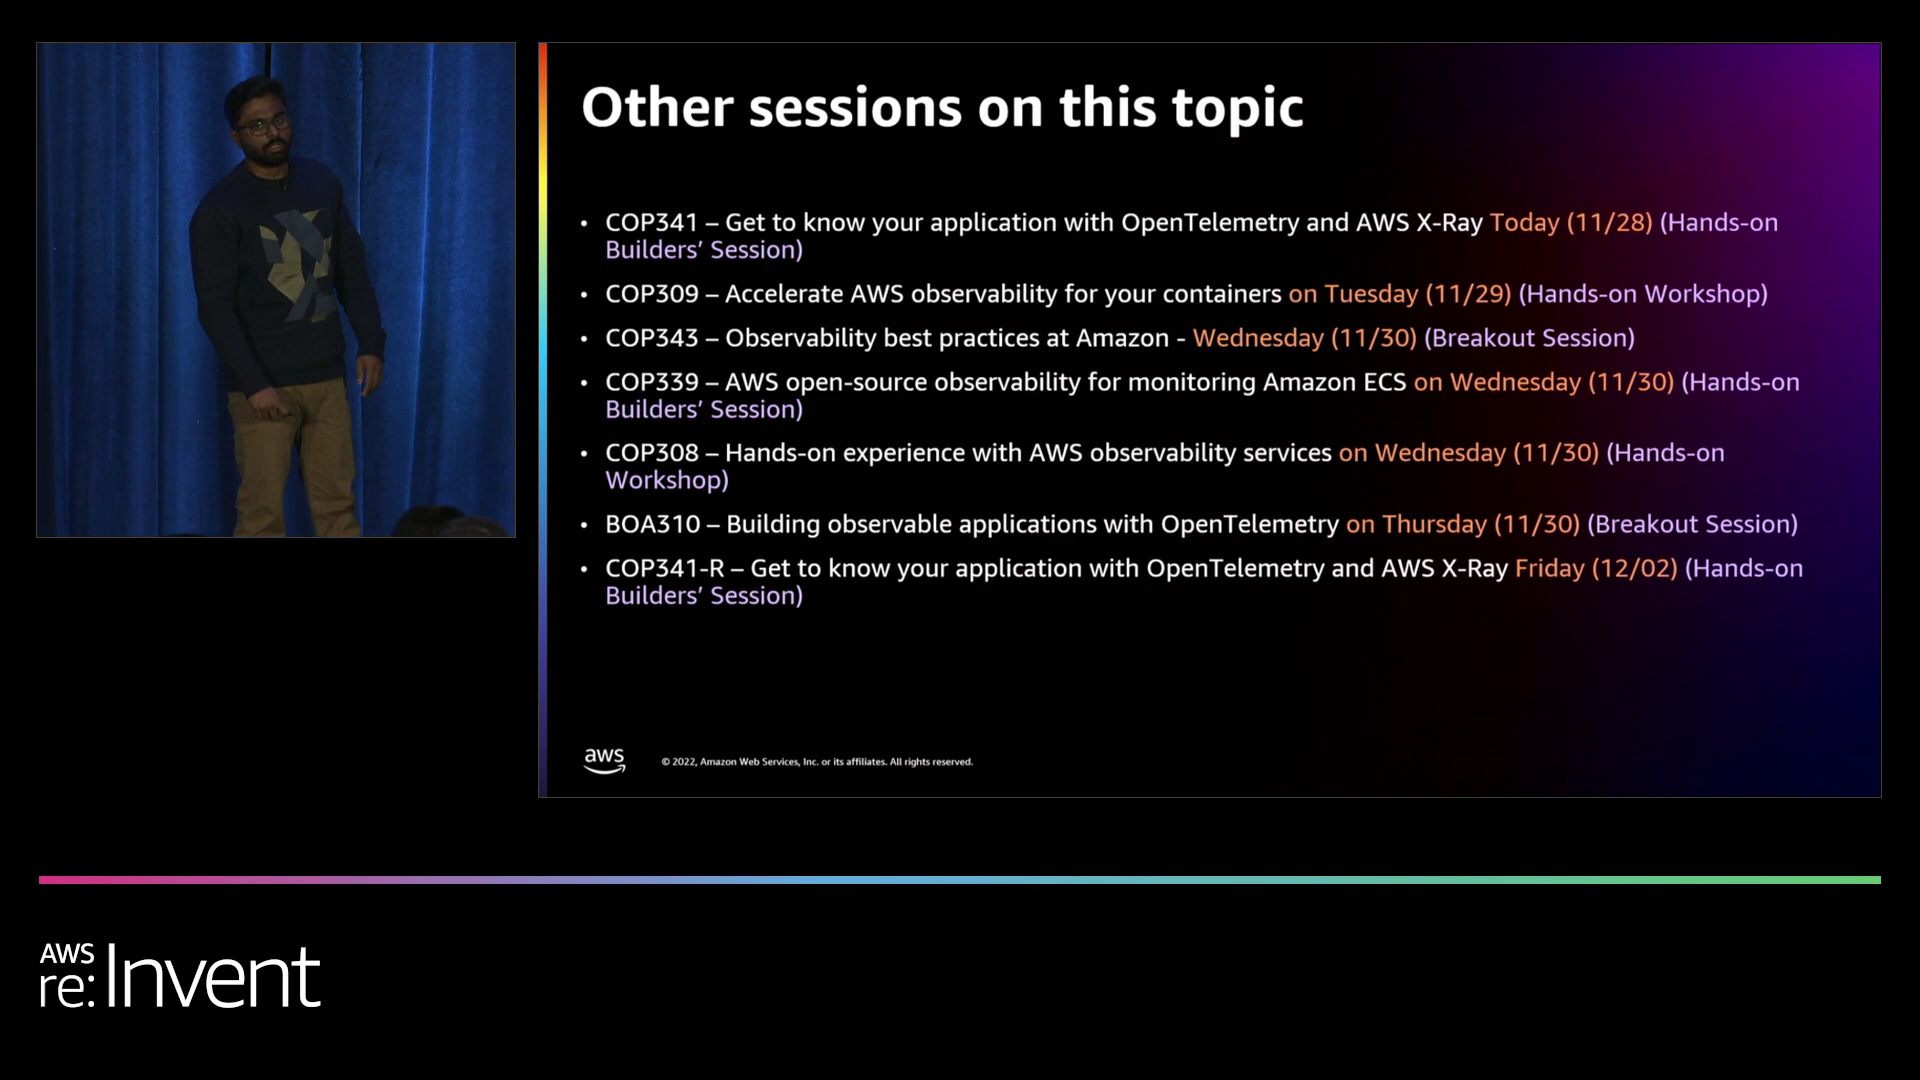 Other sessions on this topic
• COP341 – Get to know your application with OpenTelemetry and AWS X-Ray Today (11/28) (Hands-on
Builders’ Session)
• COP309 – Accelerate AWS observability for your containers on Tuesday (11/29) (Hands-on Workshop)
• COP343 – Observability best practices at Amazon - Wednesday (11/30) (Breakout Session)
• COP339 – AWS open-source observability for monitoring Amazon ECS on Wednesday (11/30) (Hands-on
Builders’ Session)
• COP308 – Hands-on experience with AWS observability services on Wednesday (11/30) (Hands-on
Workshop)
• BOA310 – Building observable applications with OpenTelemetry on Thursday (11/30) (Breakout Session)
• COP341-R – Get to know your application with OpenTelemetry and AWS X-Ray Friday (12/02) (Hands-on
Builders’ Session)
aws
© 2022, Amazon Web Services, Inc. or its affiliates. All rights reserved.
AWS
re:Invent